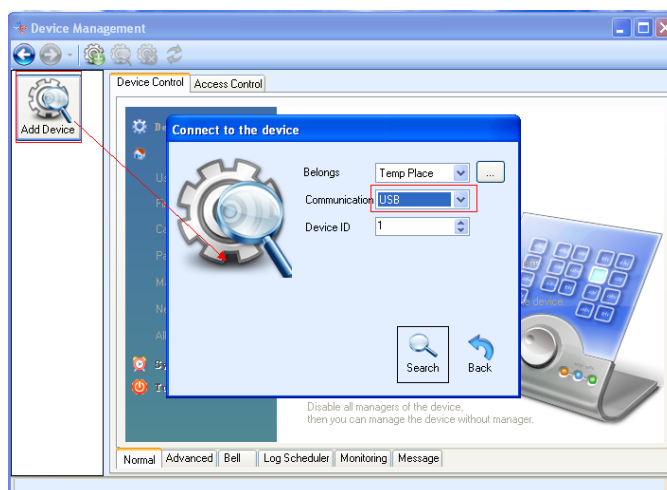 Device Management
Add Device
Device Control
Access Control
Connect to the device
Belongs
Temp Place
...
Communication
USB
Device ID
1
Search
Back
e device.
Disable all managers of the device,
then you can manage the device without manager.
Normal
Advanced
Bell
Log Scheduler
Monitoring
Message